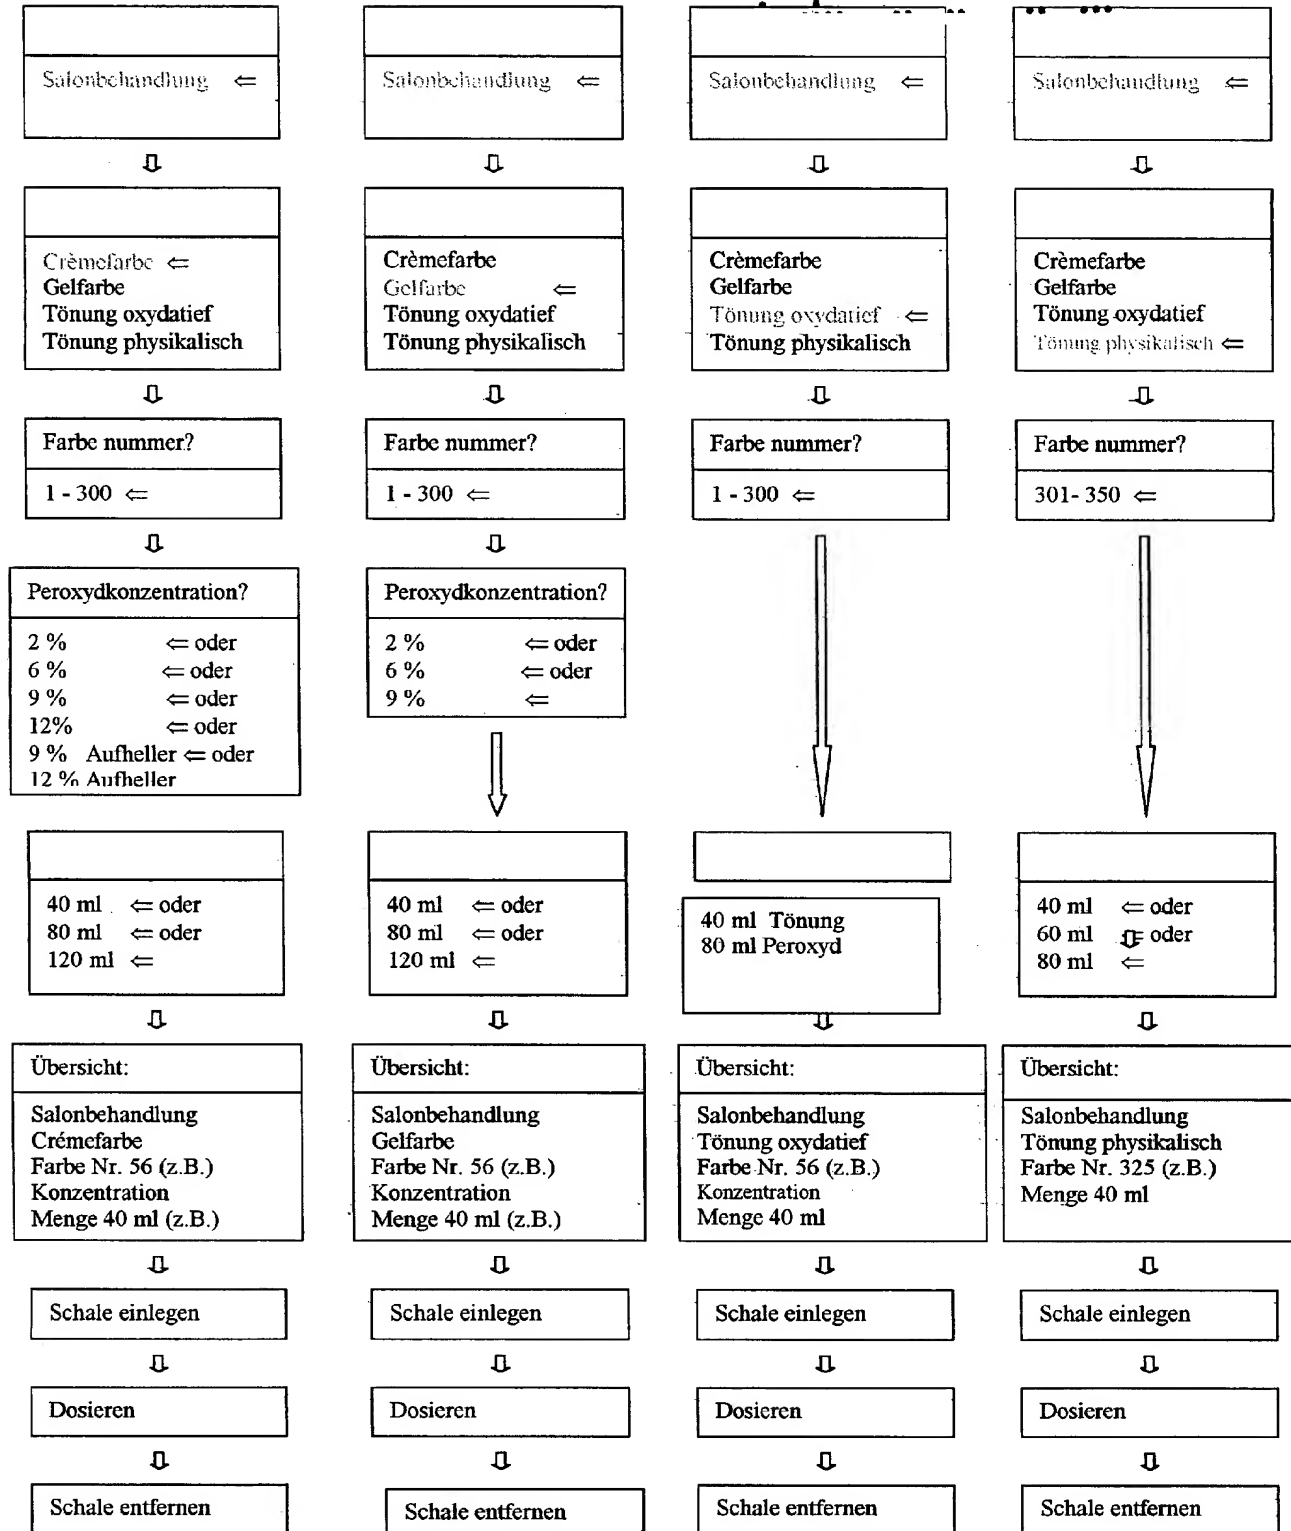 Salonbehandlung ⇐
Crèmefarbe ⇐
Gelfarbe
Tönung oxydatief
Tönung physikalisch
Farbe nummer?
1 - 300 ⇐
Peroxydkonzentration?
2 % ⇐ oder
6 % ⇐ oder
9 % ⇐ oder
12% ⇐ oder
9 % Aufheller ⇐ oder
12 % Aufheller
40 ml ⇐ oder
80 ml ⇐ oder
120 ml ⇐
Übersicht:
Salonbehandlung
Crémefarbe
Farbe Nr. 56 (z.B.)
Konzentration
Menge 40 ml (z.B.)
Schale einlegen
Dosieren
Schale entfernen
Salonbehandlung ⇐
Crèmefarbe
Gelfarbe ⇐
Tönung oxydatief
Tönung physikalisch
Farbe nummer?
1 - 300 ⇐
Peroxydkonzentration?
2 % ⇐ oder
6 % ⇐ oder
9 % ⇐
40 ml ⇐ oder
80 ml ⇐ oder
120 ml ⇐
Übersicht:
Salonbehandlung
Gelfarbe
Farbe Nr. 56 (z.B.)
Konzentration
Menge 40 ml (z.B.)
Schale einlegen
Dosieren
Schale entfernen
Salonbehandlung ⇐
Crèmefarbe
Gelfarbe
Tönung oxydatief ⇐
Tönung physikalisch
Farbe nummer?
1 - 300 ⇐
40 ml Tönung
80 ml Peroxyd
Übersicht:
Salonbehandlung
Tönung oxydatief
Farbe Nr. 56 (z.B.)
Konzentration
Menge 40 ml
Schale einlegen
Dosieren
Schale entfernen
Salonbehandlung ⇐
Crèmefarbe
Gelfarbe
Tönung oxydatief
Tönung physikalisch ⇐
Farbe nummer?
301- 350 ⇐
40 ml ⇐ oder
60 ml ⇐ oder
80 ml ⇐
Übersicht:
Salonbehandlung
Tönung physikalisch
Farbe Nr. 325 (z.B.)
Menge 40 ml
Schale einlegen
Dosieren
Schale entfernen